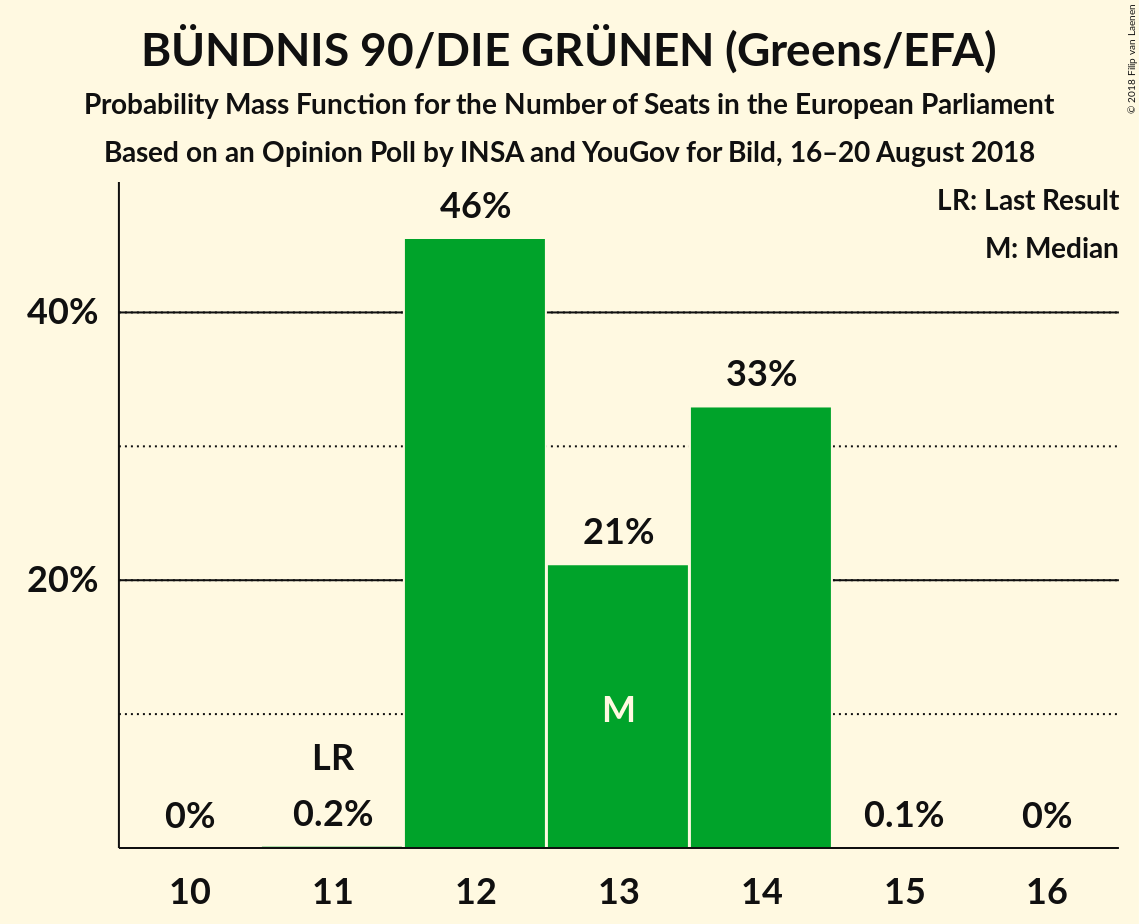 BÜNDNIS 90/DIE GRÜNEN (Greens/EFA)
Probability Mass Function for the Number of Seats in the European Parliament
Based on an Opinion Poll by INSA and YouGov for Bild, 16–20 August 2018
© 2018 Filip van Laenen
LR: Last Result
M: Median
46%
40%
33%
21%
20%
M
LR
0% 0.2% 0.1% 0%
10 11 12 13 14 15 16